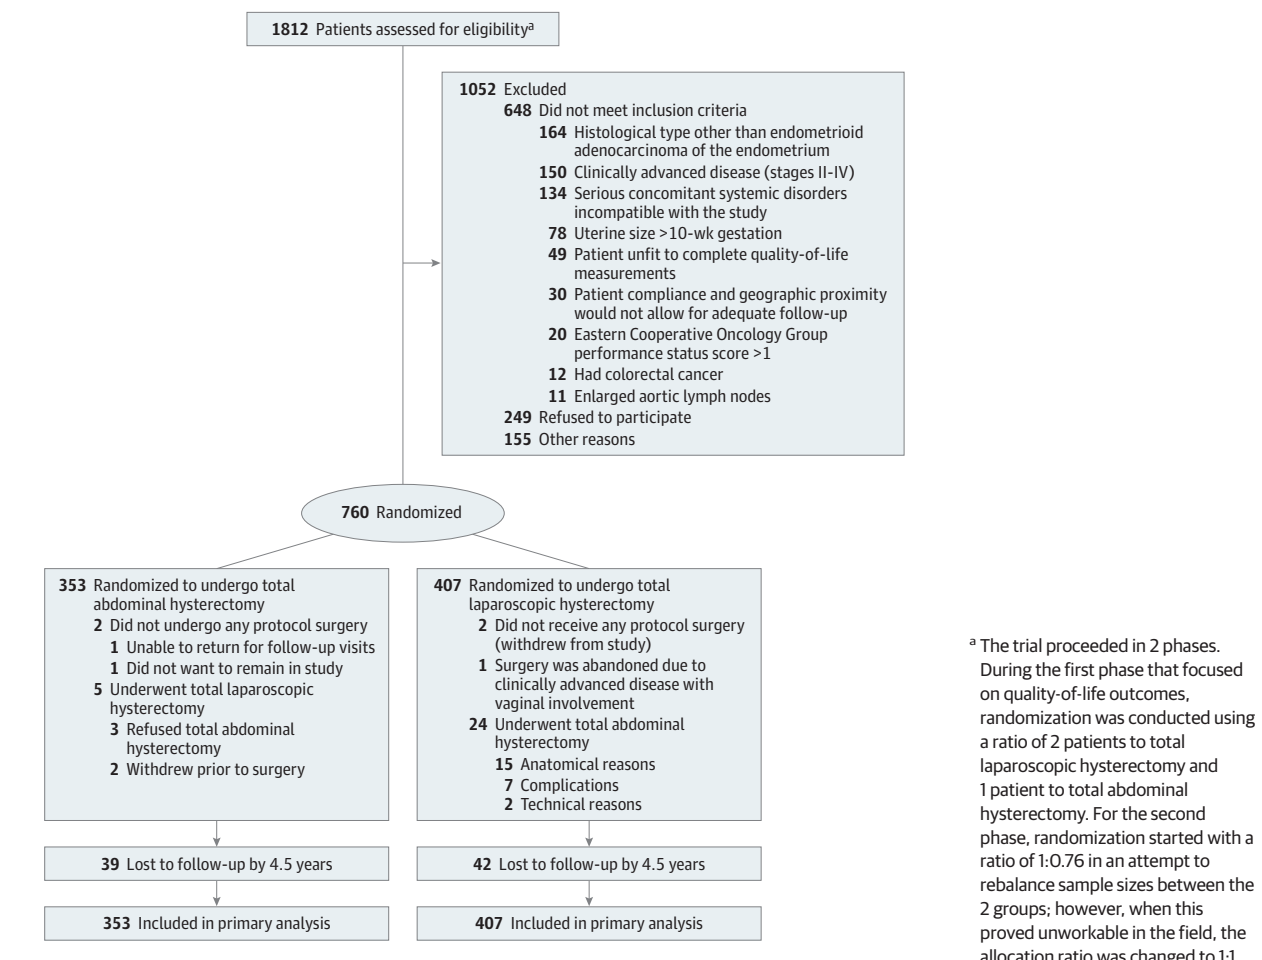 1812 Patients assessed for eligibilitya
1052 Excluded
648 Did not meet inclusion criteria
164 Histological type other than endometrioid
adenocarcinoma of the endometrium
150 Clinically advanced disease (stages II-IV)
134 Serious concomitant systemic disorders
incompatible with the study
78 Uterine size >10-wk gestation
49 Patient unfit to complete quality-of-life
measurements
30 Patient compliance and geographic proximity
would not allow for adequate follow-up
20 Eastern Cooperative Oncology Group
performance status score >1
12 Had colorectal cancer
11 Enlarged aortic lymph nodes
249 Refused to participate
155 Other reasons
760 Randomized
353 Randomized to undergo total
abdominal hysterectomy
2 Did not undergo any protocol surgery
1 Unable to return for follow-up visits
1 Did not want to remain in study
5 Underwent total laparoscopic
hysterectomy
3 Refused total abdominal
hysterectomy
2 Withdrew prior to surgery
407 Randomized to undergo total
laparoscopic hysterectomy
2 Did not receive any protocol surgery
(withdrew from study)
1 Surgery was abandoned due to
clinically advanced disease with
vaginal involvement
24 Underwent total abdominal
hysterectomy
15 Anatomical reasons
7 Complications
2 Technical reasons
39 Lost to follow-up by 4.5 years
42 Lost to follow-up by 4.5 years
353 Included in primary analysis
407 Included in primary analysis
a The trial proceeded in 2 phases.
During the first phase that focused
on quality-of-life outcomes,
randomization was conducted using
a ratio of 2 patients to total
laparoscopic hysterectomy and
1 patient to total abdominal
hysterectomy. For the second
phase, randomization started with a
ratio of 1:0.76 in an attempt to
rebalance sample sizes between the
2 groups; however, when this
proved unworkable in the field, the
allocation ratio was changed to 1:1